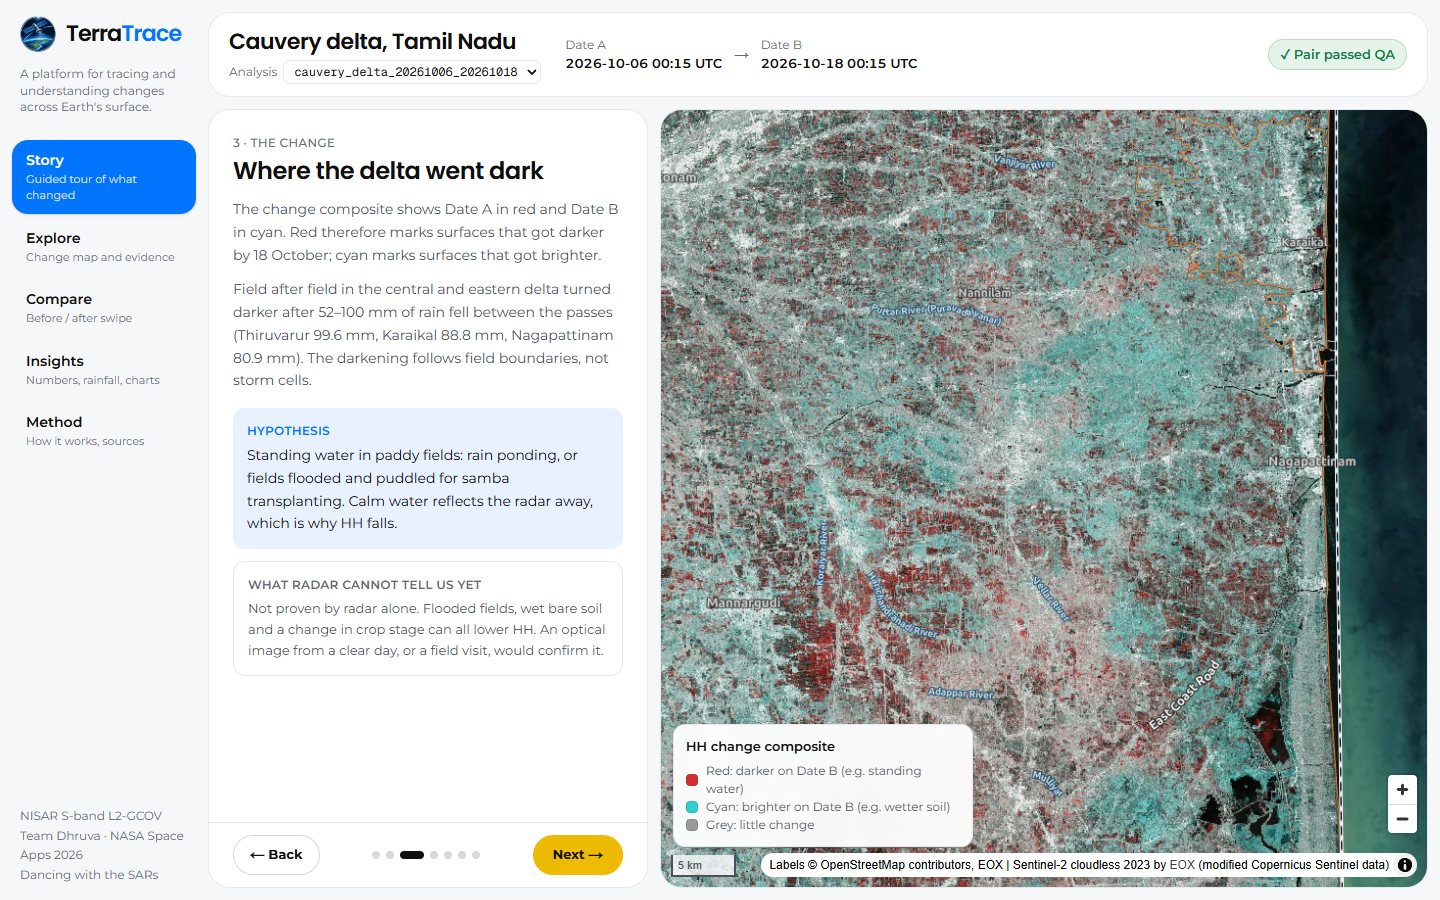 TerraTrace
A platform for tracing and
understanding changes
across Earth's surface.
Story
Guided tour of what
changed
Explore
Change map and evidence
Compare
Before / after swipe
Insights
Numbers, rainfall, charts
Method
How it works, sources
NISAR S-band L2-GCOV
Team Dhruva · NASA Space
Apps 2026
Dancing with the SARs
Cauvery delta, Tamil Nadu
Analysis
cauvery_delta_20261006_20261018
Date A
2026-10-06 00:15 UTC
→
Date B
2026-10-18 00:15 UTC
✓ Pair passed QA
3 · THE CHANGE
Where the delta went dark
The change composite shows Date A in red and Date B
in cyan. Red therefore marks surfaces that got darker
by 18 October; cyan marks surfaces that got brighter.
Field after field in the central and eastern delta turned
darker after 52–100 mm of rain fell between the passes
(Thiruvarur 99.6 mm, Karaikal 88.8 mm, Nagapattinam
80.9 mm). The darkening follows field boundaries, not
storm cells.
HYPOTHESIS
Standing water in paddy fields: rain ponding, or
fields flooded and puddled for samba
transplanting. Calm water reflects the radar away,
which is why HH falls.
WHAT RADAR CANNOT TELL US YET
Not proven by radar alone. Flooded fields, wet bare soil
and a change in crop stage can all lower HH. An optical
image from a clear day, or a field visit, would confirm it.
← Back
Next →
Vanjiyar River
onam
Karaikal
Nannilam
Puttar River (Puravadayanar)
Nagapattinam
Koraiyar River
Mannargudi
Harichandranadi River
Vellar River
Adappar River
East Coast Road
Mulliyar
HH change composite
Red: darker on Date B (e.g. standing
water)
Cyan: brighter on Date B (e.g. wetter soil)
Grey: little change
+
−
5 km
Labels © OpenStreetMap contributors, EOX | Sentinel-2 cloudless 2023 by EOX (modified Copernicus Sentinel data)